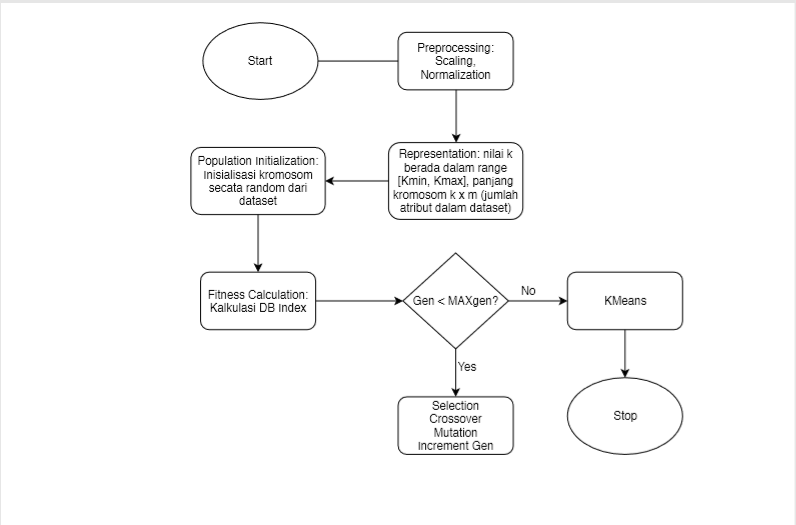 Start
Preprocessing:
Scaling,
Normalization
Representation: nilai k
berada dalam range
[Kmin, Kmax], panjang
kromosom k x m (jumlah
atribut dalam dataset)
Population Initialization:
Inisialisasi kromosom
secata random dari
dataset
Fitness Calculation:
Kalkulasi DB Index
Gen < MAXgen?
No
KMeans
Yes
Selection
Crossover
Mutation
Increment Gen
Stop